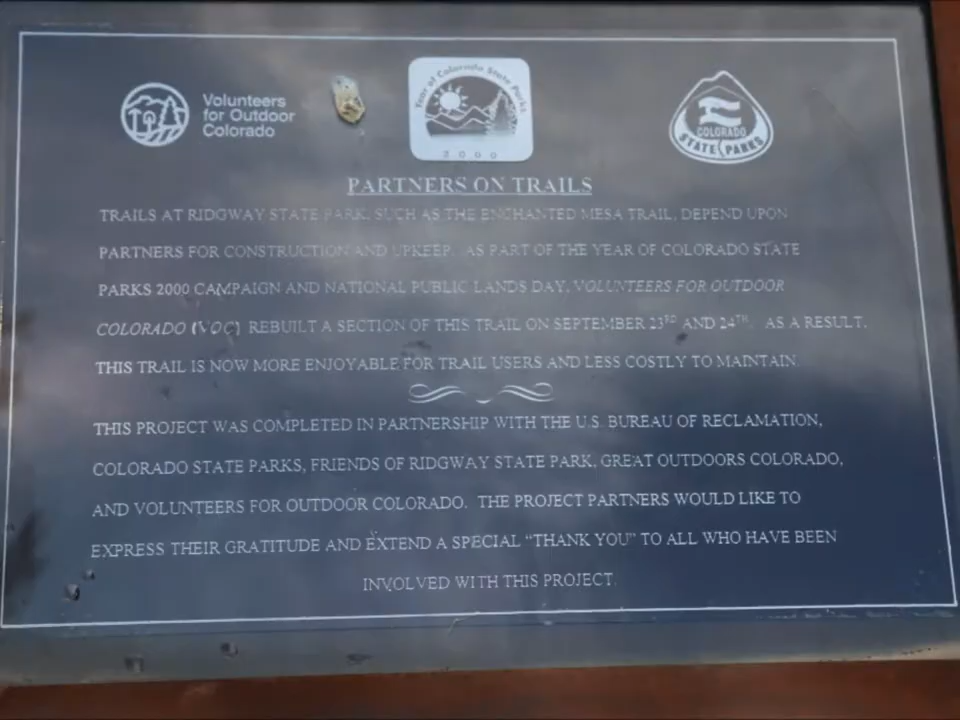 Volunteers
for Outdoor
Colorado
Year of Colorado State Parks
2000
COLORADO
STATE PARKS
PARTNERS ON TRAILS
TRAILS AT RIDGWAY STATE PARK, SUCH AS THE ENCHANTED MESA TRAIL, DEPEND UPON
PARTNERS FOR CONSTRUCTION AND UPKEEP. AS PART OF THE YEAR OF COLORADO STATE
PARKS 2000 CAMPAIGN AND NATIONAL PUBLIC LANDS DAY, VOLUNTEERS FOR OUTDOOR
COLORADO (VOC) REBUILT A SECTION OF THIS TRAIL ON SEPTEMBER 23RD AND 24TH. AS A RESULT,
THIS TRAIL IS NOW MORE ENJOYABLE FOR TRAIL USERS AND LESS COSTLY TO MAINTAIN.
THIS PROJECT WAS COMPLETED IN PARTNERSHIP WITH THE U.S. BUREAU OF RECLAMATION,
COLORADO STATE PARKS, FRIENDS OF RIDGWAY STATE PARK, GREAT OUTDOORS COLORADO,
AND VOLUNTEERS FOR OUTDOOR COLORADO. THE PROJECT PARTNERS WOULD LIKE TO
EXPRESS THEIR GRATITUDE AND EXTEND A SPECIAL “THANK YOU” TO ALL WHO HAVE BEEN
INVOLVED WITH THIS PROJECT.